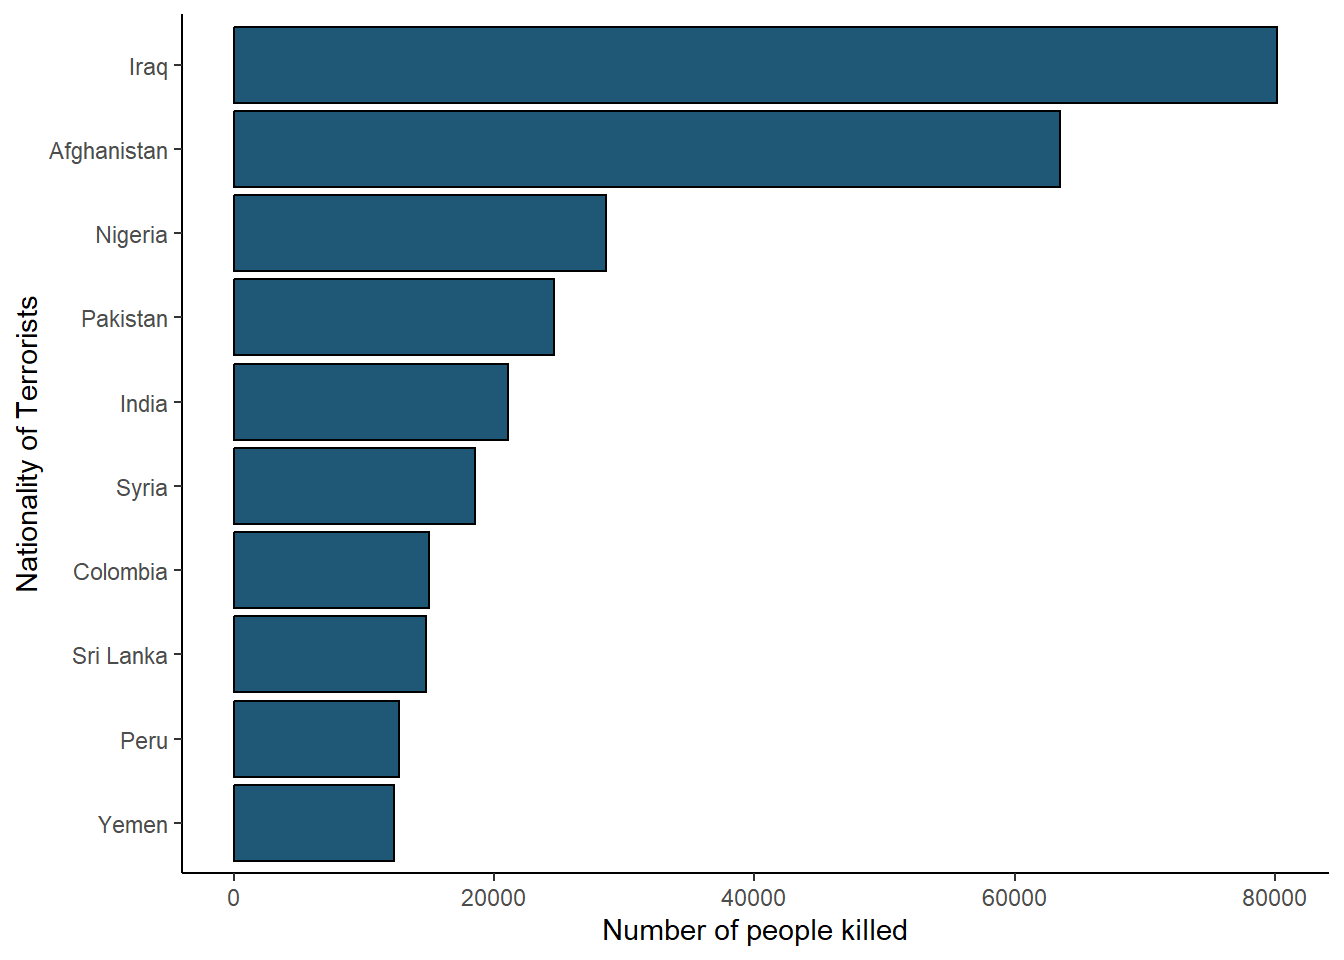 Iraq
Afghanistan
Nigeria
Pakistan
India
Syria
Colombia
Sri Lanka
Peru
Yemen
Nationality of Terrorists
0 20000 40000 60000 80000
Number of people killed